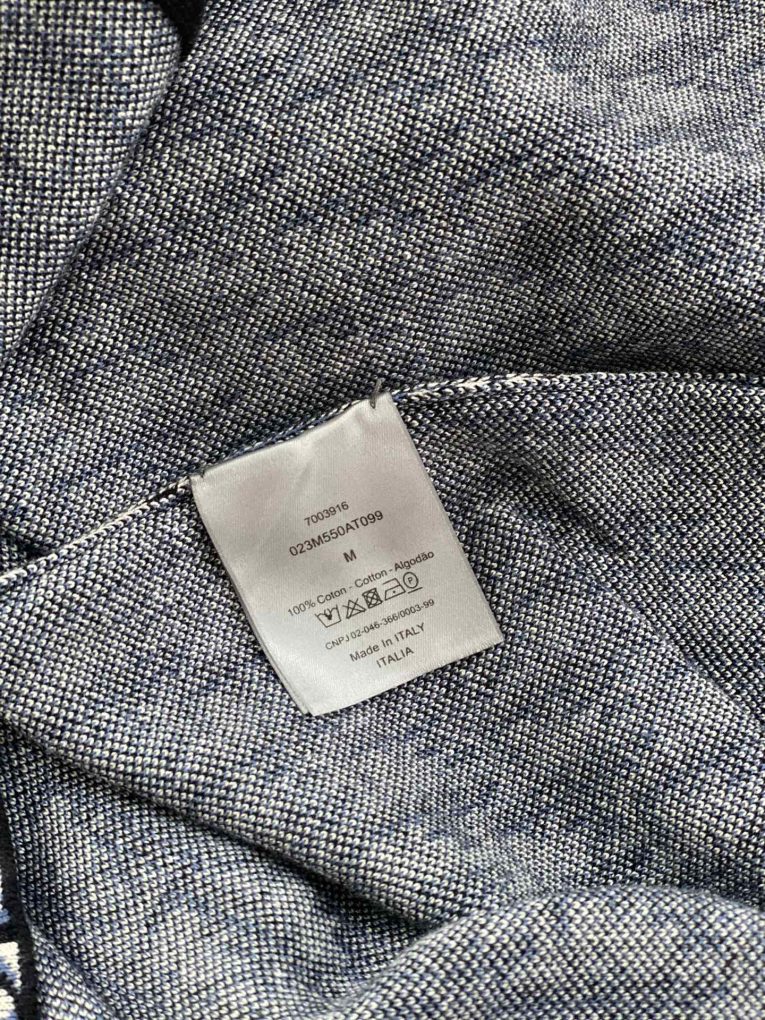 7003916
023M550AT099
M
100% Coton - Cotton - Algodão
P
CNPJ 02-046-366/0003-99
Made In ITALY
ITALIA